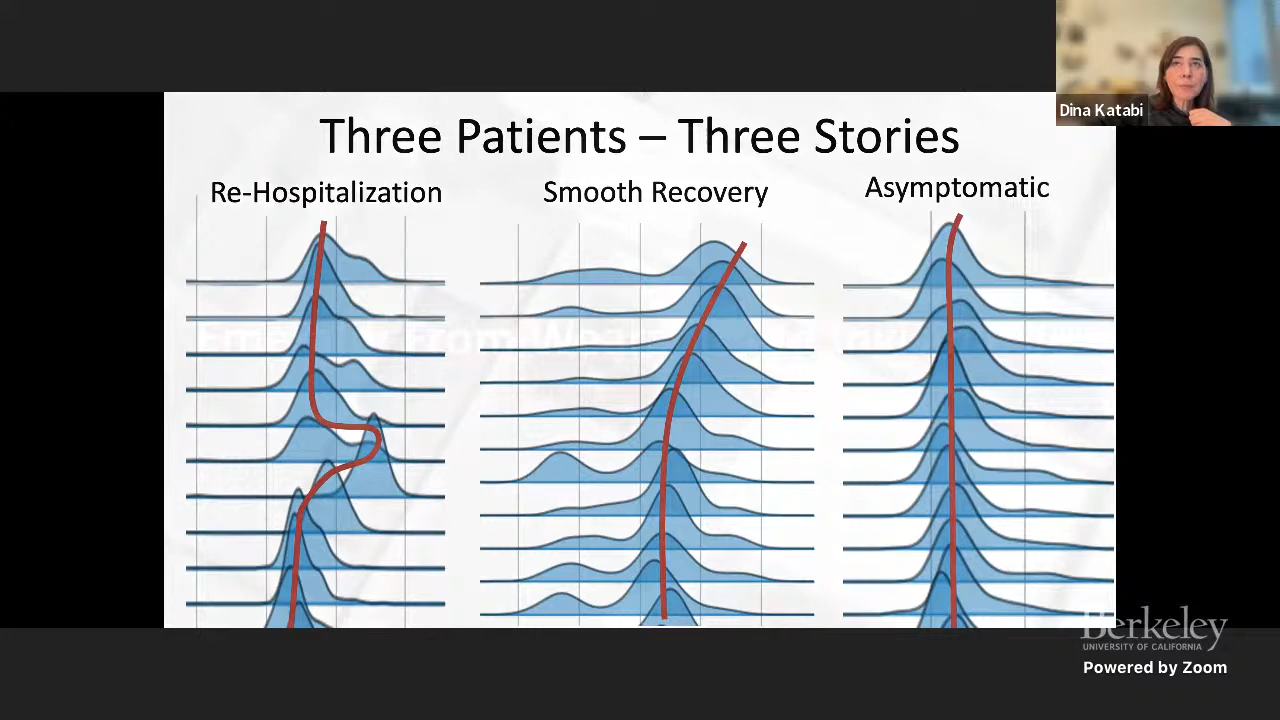 Dina Katabi
Three Patients – Three Stories
Re-Hospitalization
Smooth Recovery
Asymptomatic
Berkeley
UNIVERSITY OF CALIFORNIA
Powered by Zoom